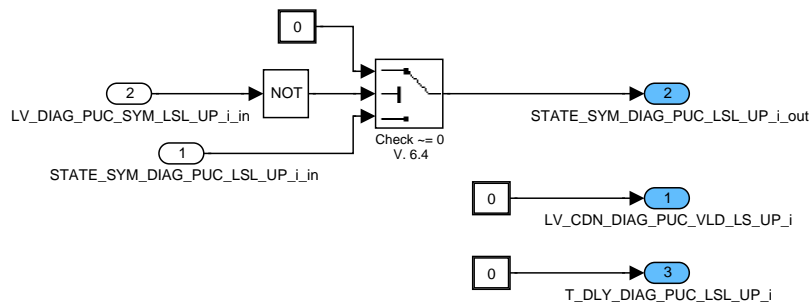 0
2
NOT
LV_DIAG_PUC_SYM_LSL_UP_i_in
2
STATE_SYM_DIAG_PUC_LSL_UP_i_out
Check ~= 0
V. 6.4
1
STATE_SYM_DIAG_PUC_LSL_UP_i_in
0
1
LV_CDN_DIAG_PUC_VLD_LS_UP_i
0
3
T_DLY_DIAG_PUC_LSL_UP_i